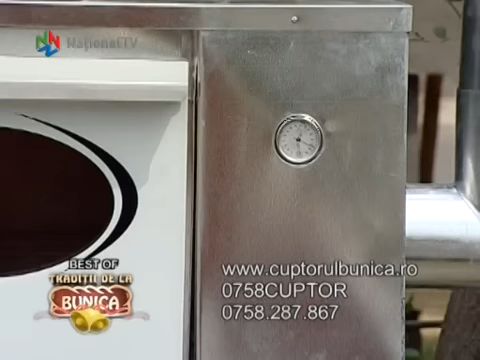 NaționalTV
BEST OF
TRADIȚII DE LA
BUNICA
www.cuptorulbunica.ro
0758CUPTOR
0758.287.867